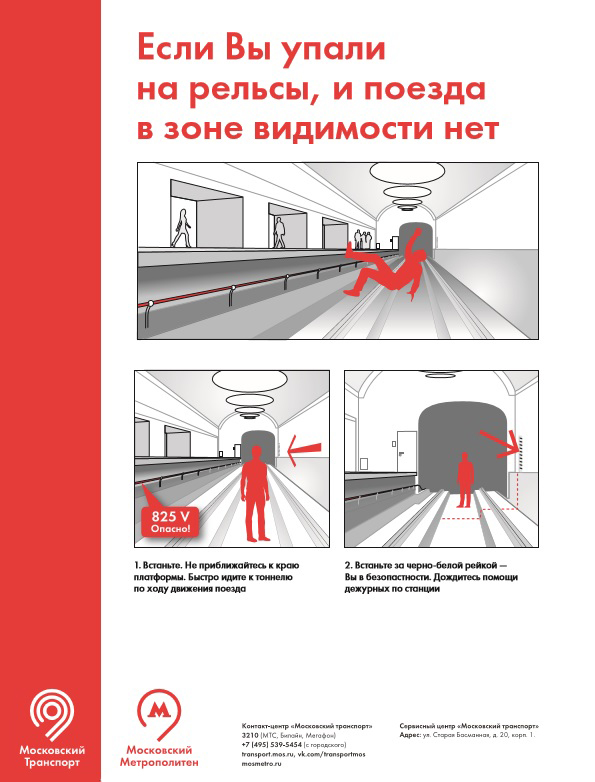 Если Вы упали
на рельсы, и поезда
в зоне видимости нет
825 V
Опасно!
1. Встаньте. Не приближайтесь к краю
платформы. Быстро идите к тоннелю
по ходу движения поезда
2. Встаньте за черно-белой рейкой —
Вы в безопастности. Дождитесь помощи
дежурных по станции
Московский
Транспорт
Московский
Метрополитен
Контакт-центр «Московский транспорт»
3210 (МТС, Билайн, Мегафон)
+7 (495) 539-5454 (с городского)
transport.mos.ru, vk.com/transportmos
mosmetro.ru
Сервисный центр «Московский транспорт»
Адрес: ул. Старая Басманная, д. 20, корп. 1.